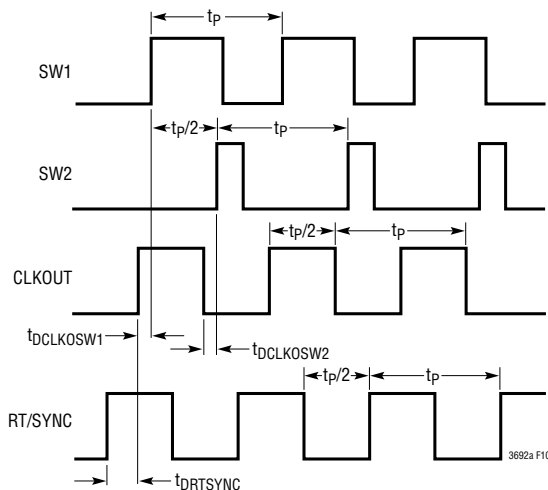 tP
SW1
tP/2
tP
SW2
tP/2
tP
CLKOUT
tDCLKOSW1
tDCLKOSW2
tP/2
tP
RT/SYNC
3692a F10
tDRTSYNC